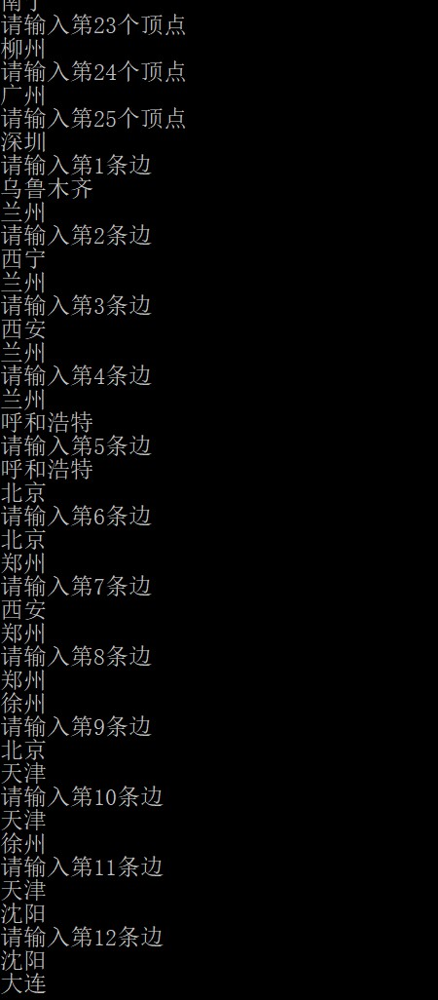 南宁
请输入第23个顶点
柳州
请输入第24个顶点
广州
请输入第25个顶点
深圳
请输入第1条边
乌鲁木齐
兰州
请输入第2条边
西宁
兰州
请输入第3条边
西安
兰州
请输入第4条边
兰州
呼和浩特
请输入第5条边
呼和浩特
北京
请输入第6条边
北京
郑州
请输入第7条边
西安
郑州
请输入第8条边
郑州
徐州
请输入第9条边
北京
天津
请输入第10条边
天津
徐州
请输入第11条边
天津
沈阳
请输入第12条边
沈阳
大连